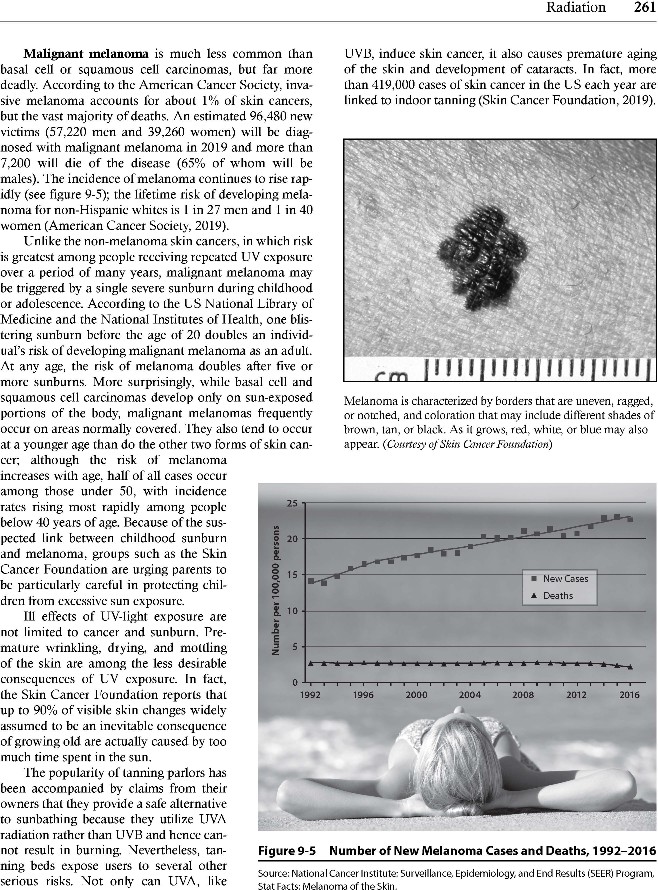 Radiation 261
Malignant melanoma is much less common than
basal cell or squamous cell carcinomas, but far more
deadly. According to the American Cancer Society, inva-
sive melanoma accounts for about 1% of skin cancers,
but the vast majority of deaths. An estimated 96,480 new
victims (57,220 men and 39,260 women) will be diag-
nosed with malignant melanoma in 2019 and more than
7,200 will die of the disease (65% of whom will be
males). The incidence of melanoma continues to rise rap-
idly (see figure 9-5); the lifetime risk of developing mela-
noma for non-Hispanic whites is 1 in 27 men and 1 in 40
women (American Cancer Society, 2019).
Unlike the non-melanoma skin cancers, in which risk
is greatest among people receiving repeated UV exposure
over a period of many years, malignant melanoma may
be triggered by a single severe sunburn during childhood
or adolescence. According to the US National Library of
Medicine and the National Institutes of Health, one blis-
tering sunburn before the age of 20 doubles an individ-
ual's risk of developing malignant melanoma as an adult.
At any age, the risk of melanoma doubles after five or
more sunburns. More surprisingly, while basal cell and
squamous cell carcinomas develop only on sun-exposed
portions of the body, malignant melanomas frequently
occur on areas normally covered. They also tend to occur
at a younger age than do the other two forms of skin can-
cer; although the risk of melanoma
increases with age, half of all cases occur
among those under 50, with incidence
rates rising most rapidly among people
below 40 years of age. Because of the sus-
pected link between childhood sunburn
and melanoma, groups such as the Skin
Cancer Foundation are urging parents to
be particularly careful in protecting chil-
dren from excessive sun exposure.
Ill effects of UV-light exposure are
not limited to cancer and sunburn. Pre-
mature wrinkling, drying, and mottling
of the skin are among the less desirable
consequences of UV exposure. In fact,
the Skin Cancer Foundation reports that
up to 90% of visible skin changes widely
assumed to be an inevitable consequence
of growing old are actually caused by too
much time spent in the sun.
The popularity of tanning parlors has
been accompanied by claims from their
owners that they provide a safe alternative
to sunbathing because they utilize UVA
radiation rather than UVB and hence can-
not result in burning. Nevertheless, tan-
ning beds expose users to several other
serious risks. Not only can UVA, like
UVB, induce skin cancer, it also causes premature aging
of the skin and development of cataracts. In fact, more
than 419,000 cases of skin cancer in the US each year are
linked to indoor tanning (Skin Cancer Foundation, 2019).
cm
Melanoma is characterized by borders that are uneven, ragged,
or notched, and coloration that may include different shades of
brown, tan, or black. As it grows, red, white, or blue may also
appear. (Courtesy of Skin Cancer Foundation)
Number per 100,000 persons
25
20
15
10
5
0
New Cases
Deaths
1992 1996 2000 2004 2008 2012 2016
Figure 9-5 Number of New Melanoma Cases and Deaths, 1992–2016
Source: National Cancer Institute: Surveillance, Epidemiology, and End Results (SEER) Program,
Stat Facts: Melanoma of the Skin.